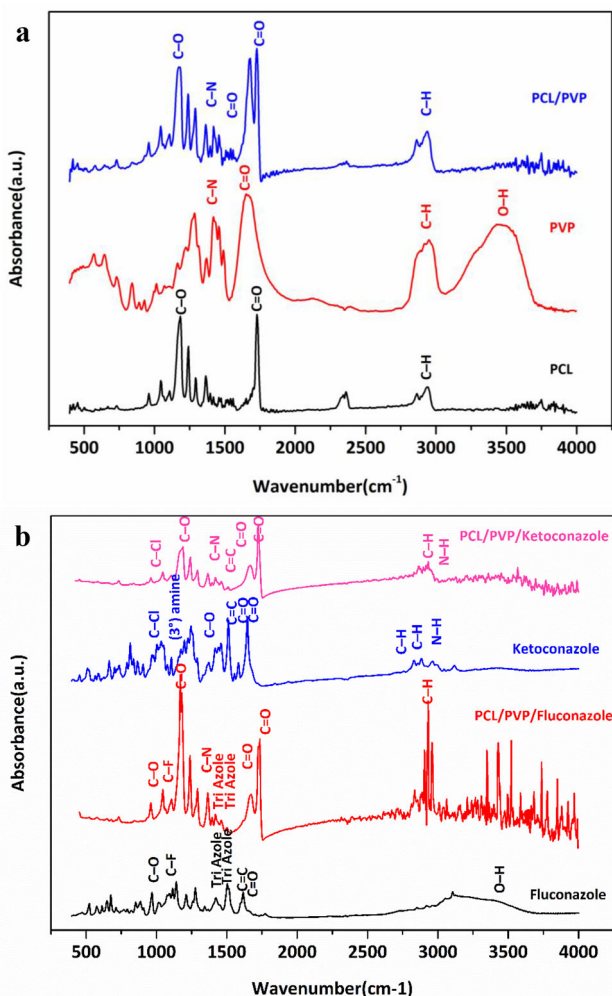 a
C–O
C–N
C=O
C=O
C–H
PCL/PVP
C–N
C=O
C–H
O–H
PVP
C–O
C=O
C–H
PCL
Absorbance(a.u.)
500 1000 1500 2000 2500 3000 3500 4000
Wavenumber(cm⁻¹)
b
C–Cl
C–O
C–N
C=C
C=O
C=O
C–H
N–H
PCL/PVP/Ketoconazole
C–Cl
(3°) amine
C–O
C=C
C=O
C=O
C–H
C–H
N–H
Ketoconazole
C–O
C–F
C–O
C–N
Tri Azole
Tri Azole
C=O
C=O
C–H
PCL/PVP/Fluconazole
C–O
C–F
Tri Azole
Tri Azole
C=C
C=O
O–H
Fluconazole
Absorbance(a.u.)
500 1000 1500 2000 2500 3000 3500 4000
Wavenumber(cm-1)